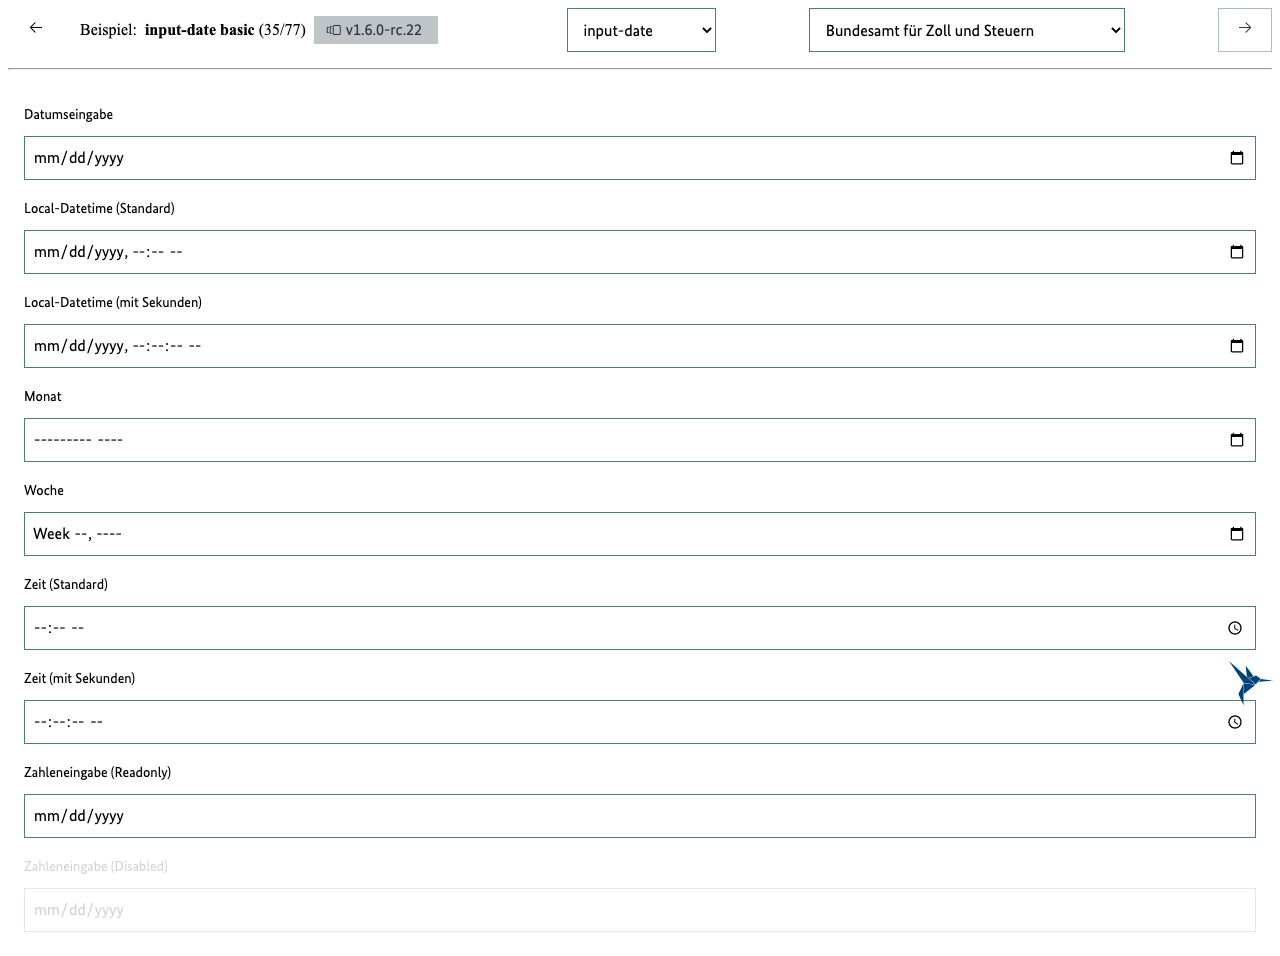 Beispiel: input-date basic (35/77) v1.6.0-rc.22 input-date Bundesamt für Zoll und Steuern
Datumseingabe
mm/dd/yyyy
Local-Datetime (Standard)
mm/dd/yyyy, --:-- --
Local-Datetime (mit Sekunden)
mm/dd/yyyy, --:--:-- --
Monat
--------- ----
Woche
Week --, ----
Zeit (Standard)
--:-- --
Zeit (mit Sekunden)
--:--:-- --
Zahleneingabe (Readonly)
mm/dd/yyyy
Zahleneingabe (Disabled)
mm/dd/yyyy